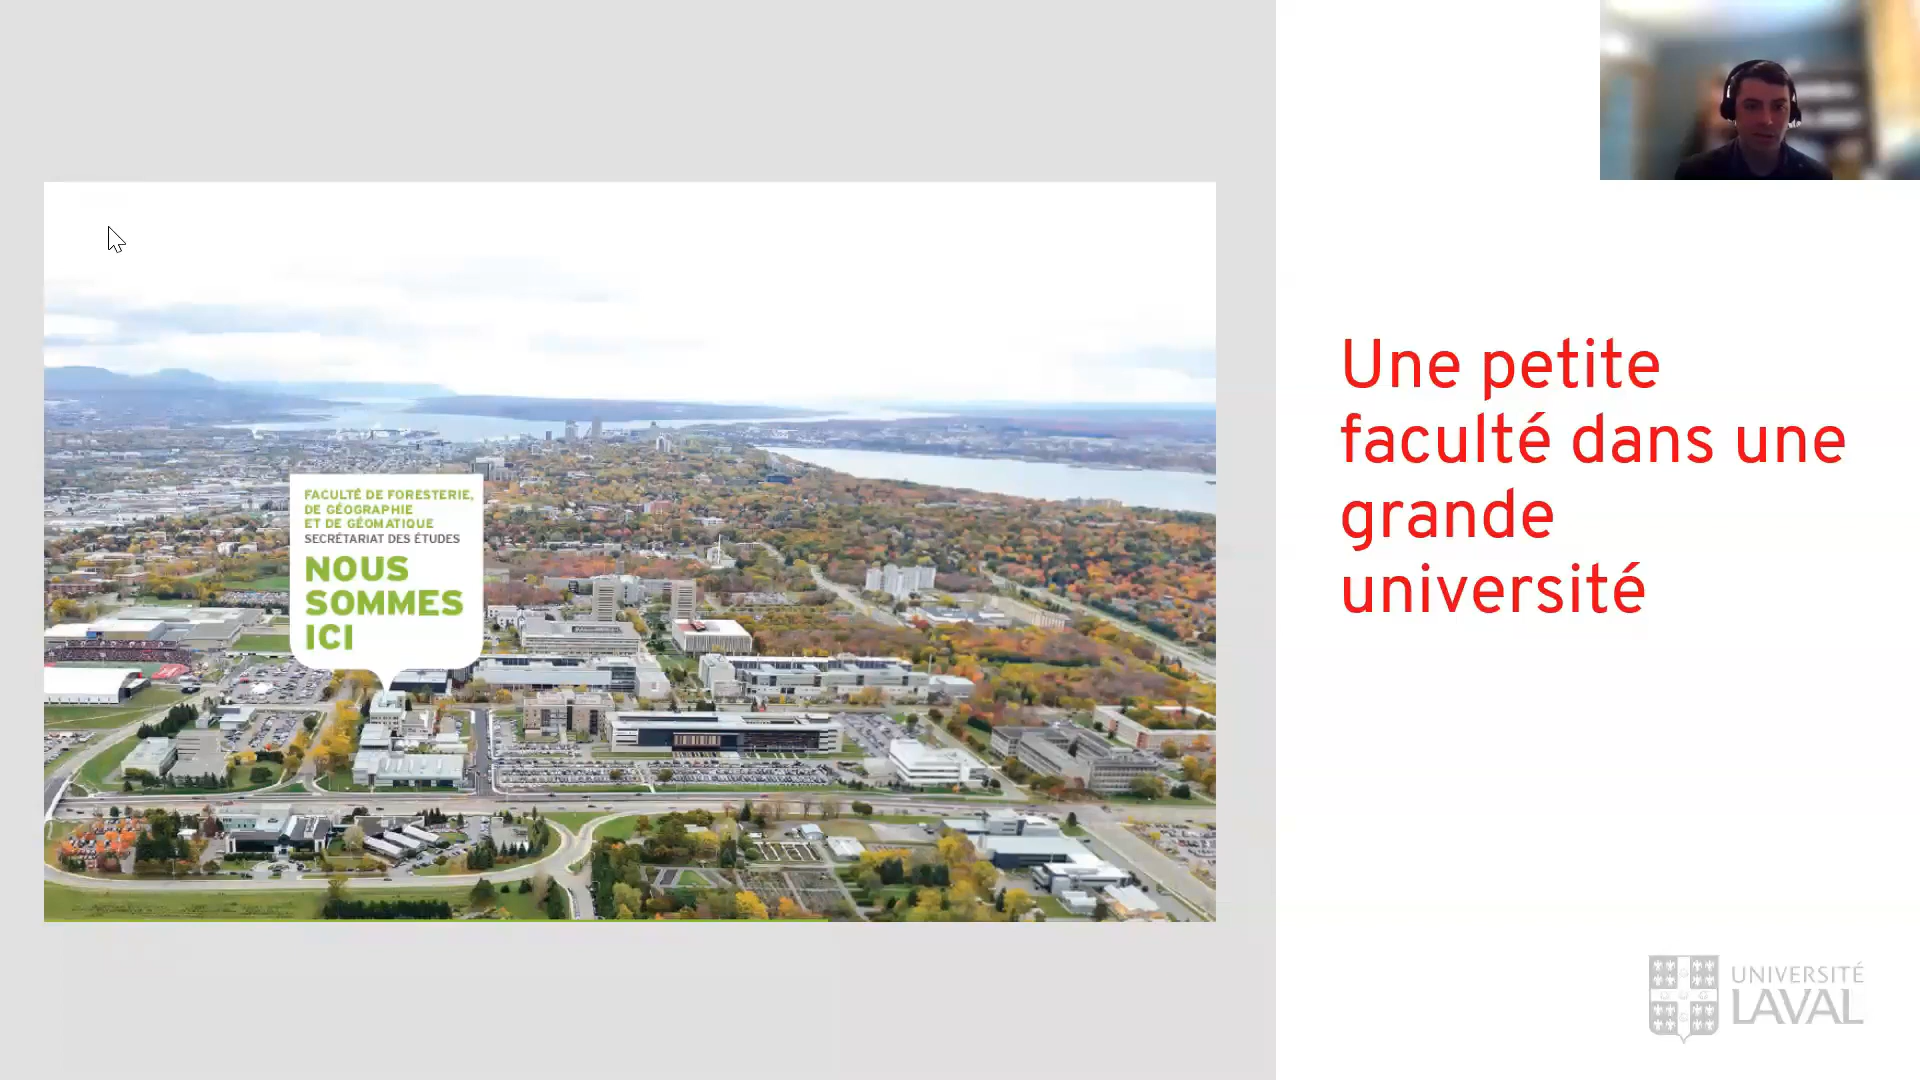 FACULTÉ DE FORESTERIE,
DE GÉOGRAPHIE
ET DE GÉOMATIQUE
SECRÉTARIAT DES ÉTUDES
NOUS
SOMMES
ICI
Une petite
faculté dans une
grande
université
UNIVERSITÉ
LAVAL